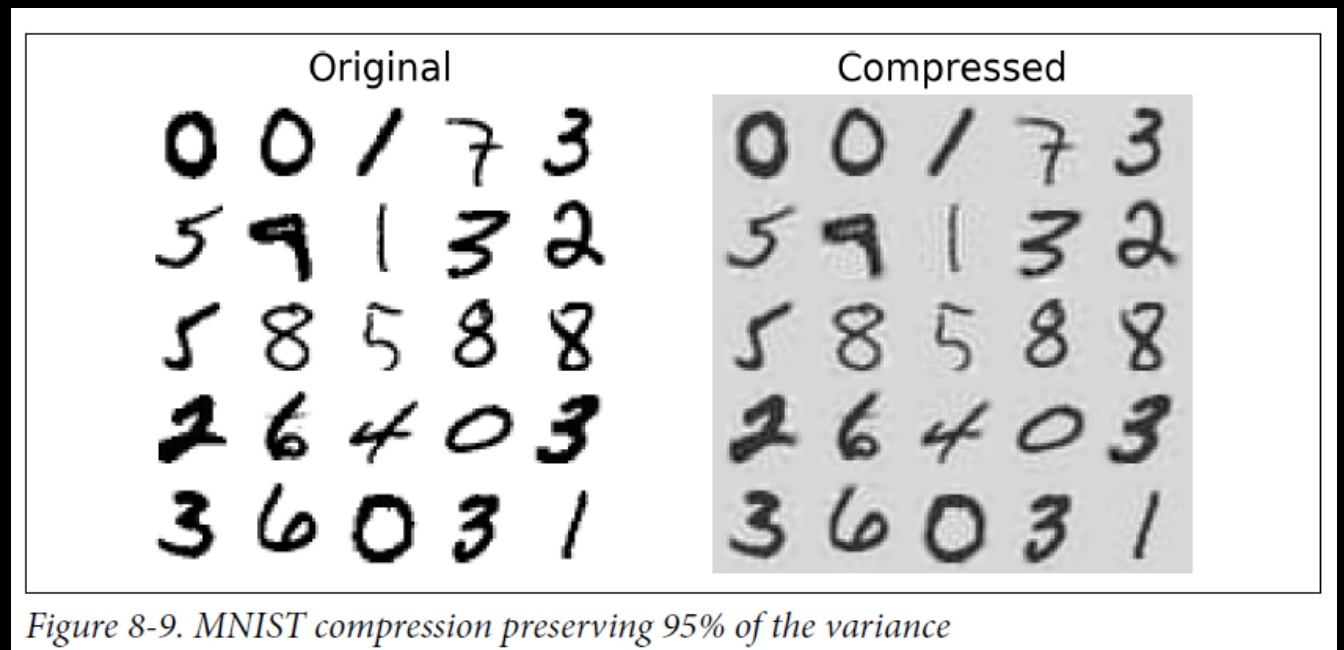 Original Compressed
0 0 1 7 3 0 0 1 7 3
5 9 1 3 2 5 9 1 3 2
5 8 5 8 8 5 8 5 8 8
2 6 4 0 3 2 6 4 0 3
3 6 0 3 1 3 6 0 3 1
Figure 8-9. MNIST compression preserving 95% of the variance